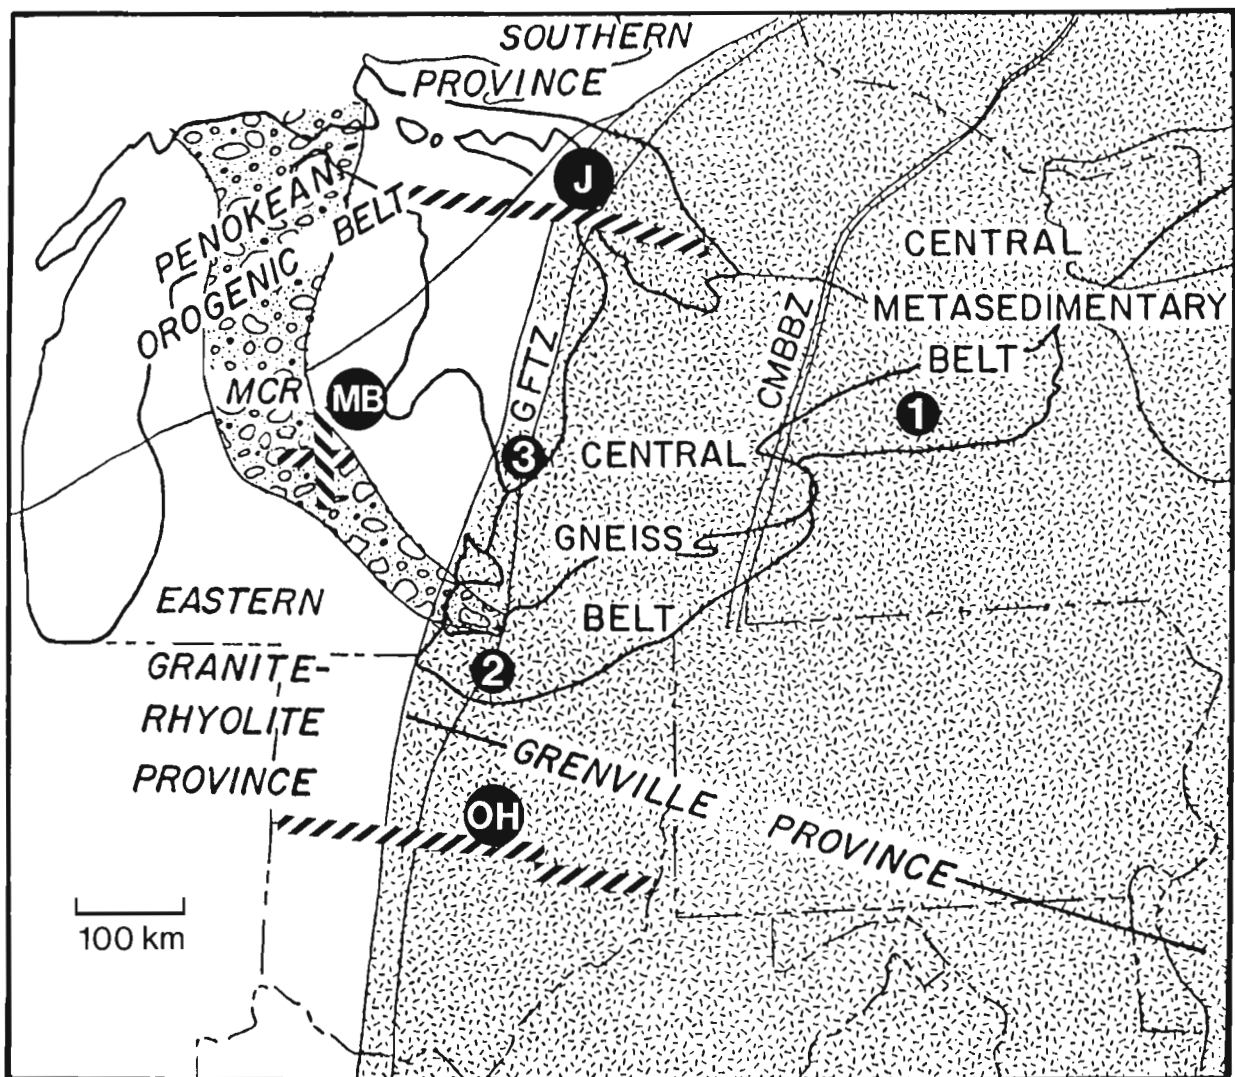 SOUTHERN
PROVINCE
J
PENOKEAN
OROGENIC
BELT
CENTRAL
METASEDIMENTARY
BELT
CMBBZ
GFTZ
MCR
MB
1
3
CENTRAL
GNEISS
BELT
EASTERN
GRANITE-
RHYOLITE
PROVINCE
2
GRENVILLE PROVINCE
OH
100 km